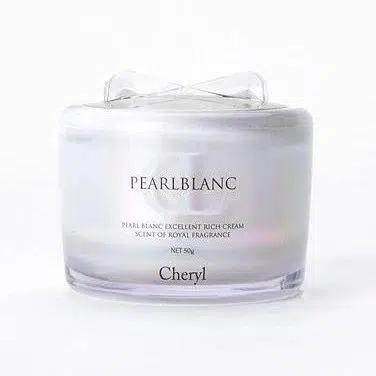 PEARLBLANC
PEARL BLANC EXCELLENT RICH CREAM
SCENT OF ROYAL FRAGRANCE
NET 50g
Cheryl